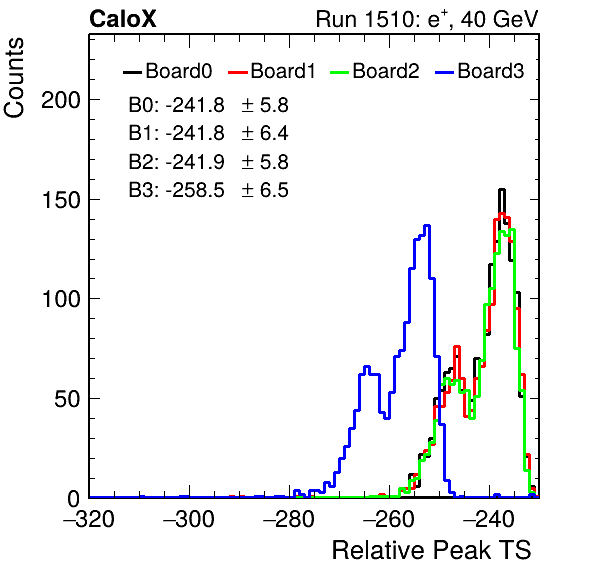 CaloX Run 1510: e⁺, 40 GeV
Counts
Board0 Board1 Board2 Board3
B0: -241.8 ± 5.8
B1: -241.8 ± 6.4
B2: -241.9 ± 5.8
B3: -258.5 ± 6.5
200
150
100
50
0
−320 −300 −280 −260 −240
Relative Peak TS